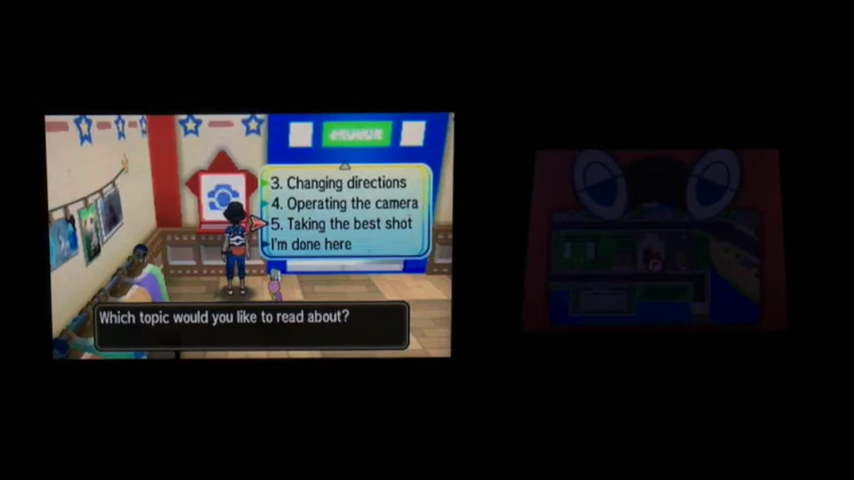 3. Changing directions
4. Operating the camera
5. Taking the best shot
I'm done here
Which topic would you like to read about?